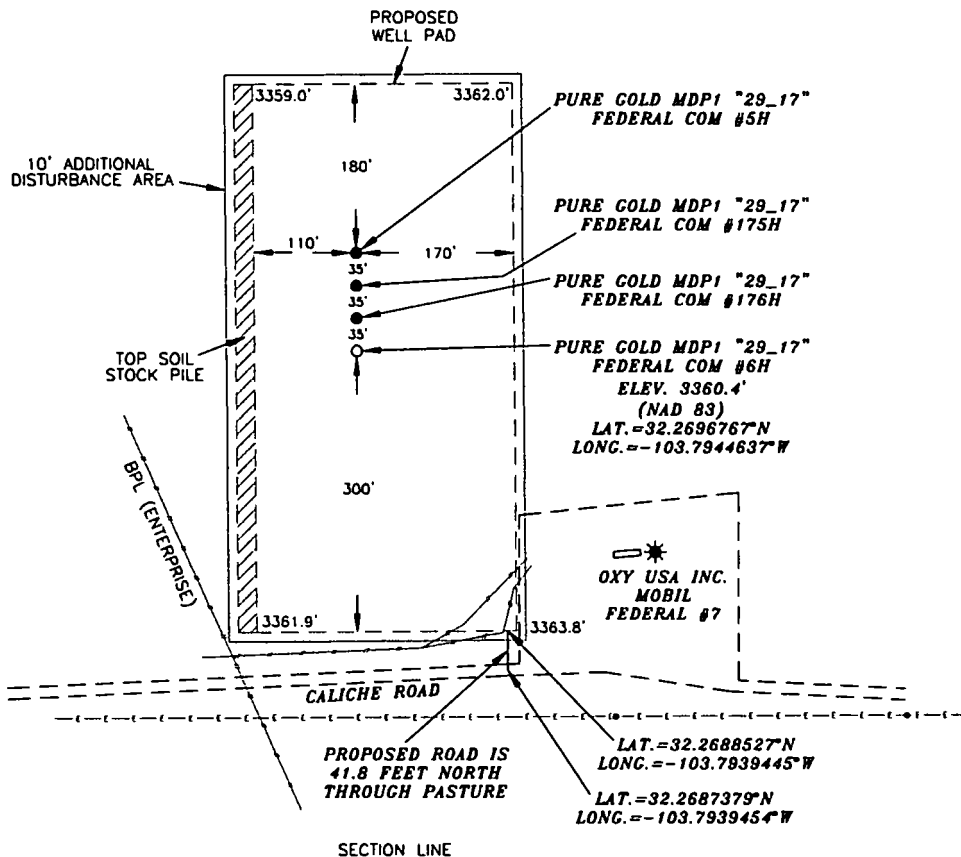 PROPOSED
WELL PAD
3359.0'
3362.0'
PURE GOLD MDP1 "29_17"
FEDERAL COM #5H
10' ADDITIONAL
DISTURBANCE AREA
180'
PURE GOLD MDP1 "29_17"
FEDERAL COM #175H
110'
170'
35'
35'
35'
PURE GOLD MDP1 "29_17"
FEDERAL COM #176H
TOP SOIL
STOCK PILE
PURE GOLD MDP1 "29_17"
FEDERAL COM #6H
ELEV. 3360.4'
(NAD 83)
LAT.=32.2696767°N
LONG.=-103.7944637°W
BPL (ENTERPRISE)
300'
OXY USA INC.
MOBIL
FEDERAL #7
3361.9'
3363.8'
CALICHE ROAD
PROPOSED ROAD IS
41.8 FEET NORTH
THROUGH PASTURE
LAT.=32.2688527°N
LONG.=-103.7939445°W
LAT.=32.2687379°N
LONG.=-103.7939454°W
SECTION LINE